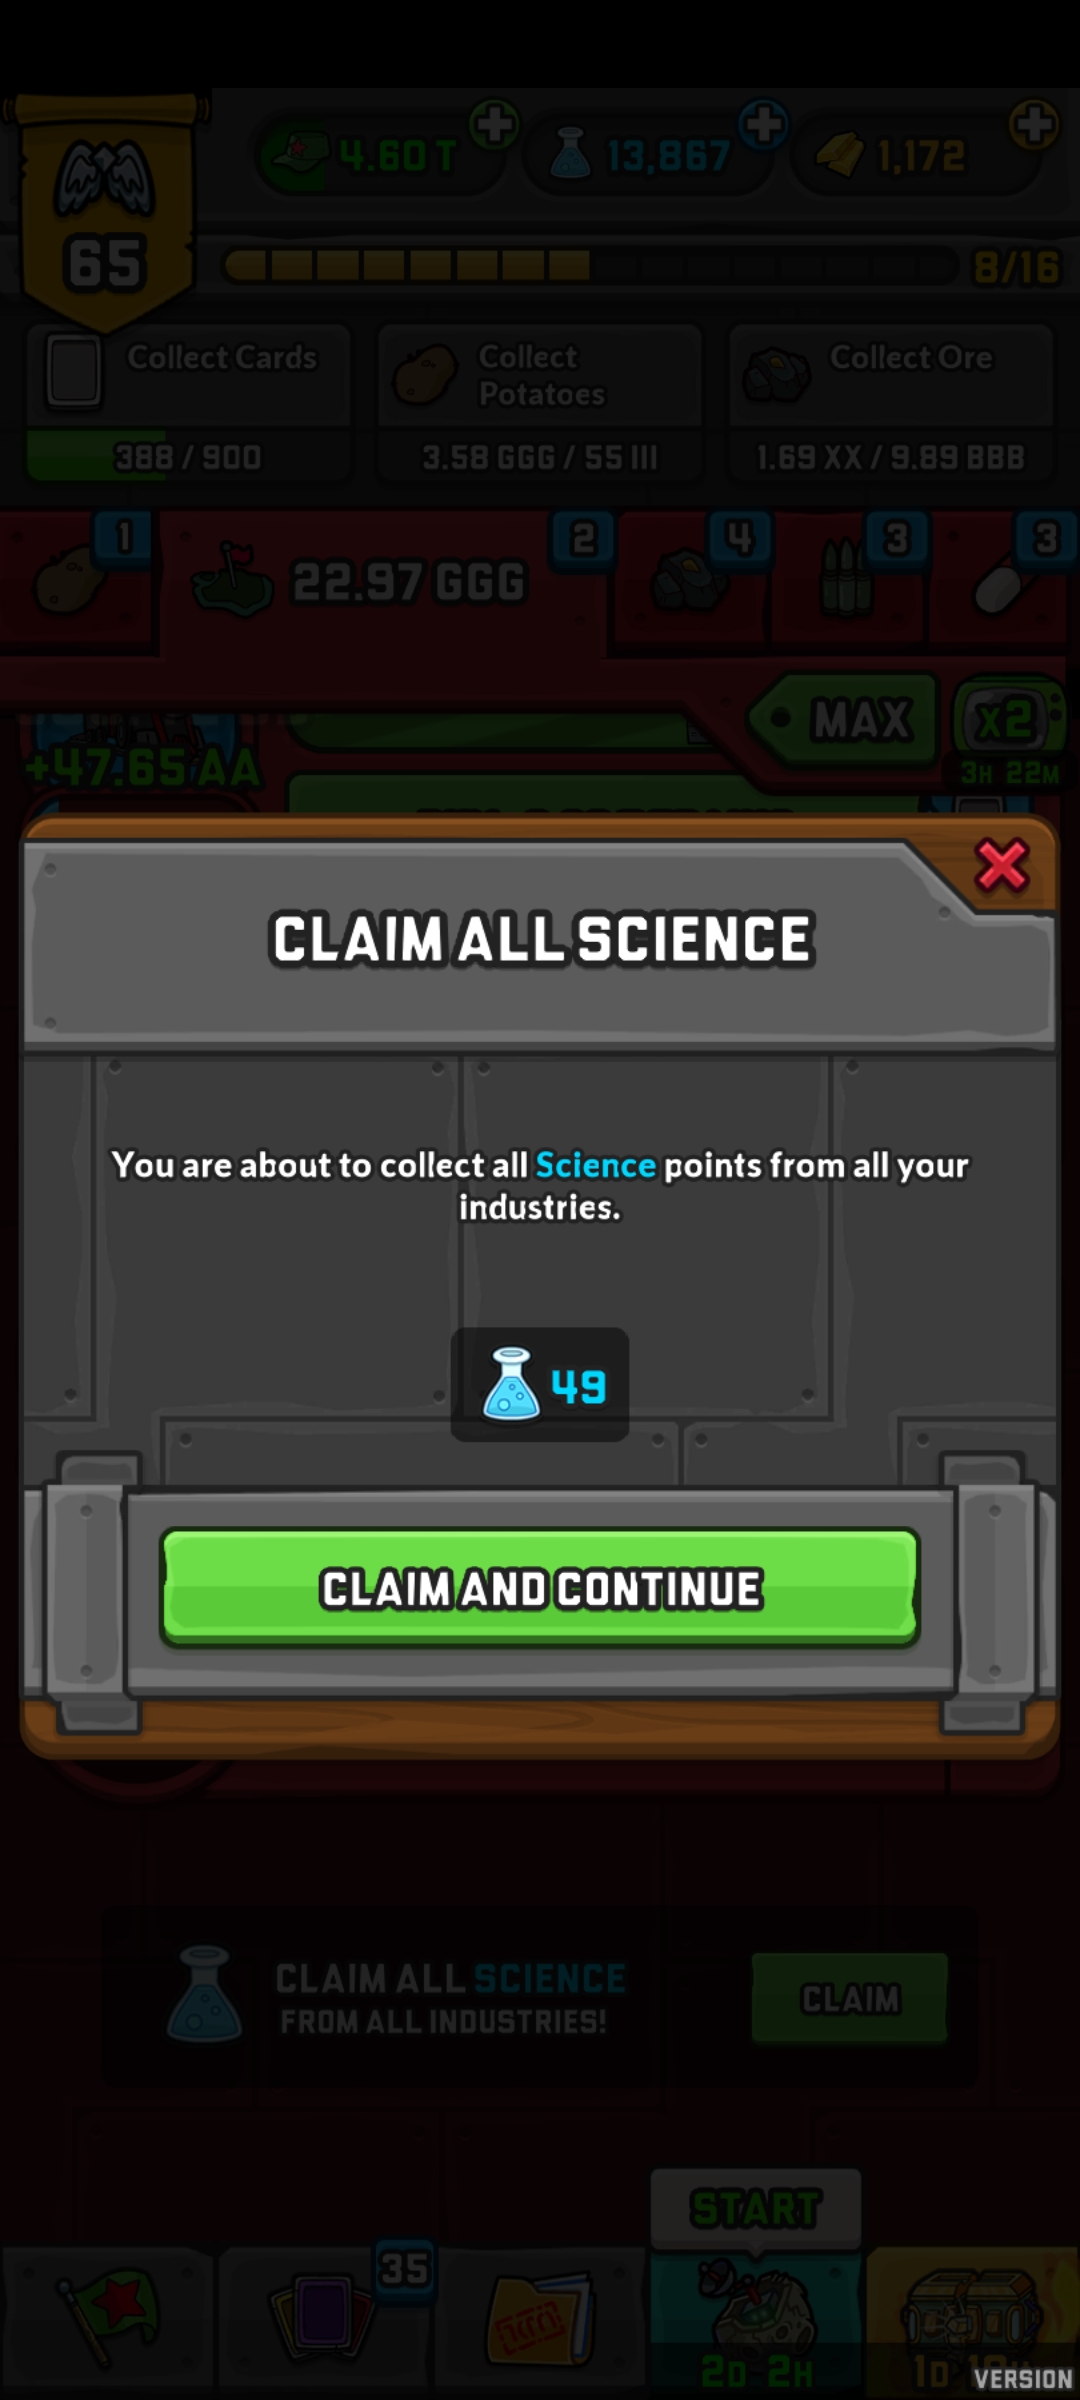 4.60 T
13,867
1,172
65
8/16
Collect Cards
388 / 900
Collect
Potatoes
3.58 GGG / 55 III
Collect Ore
1.69 XX / 9.89 BBB
1
22.97 GGG
2
4
3
3
MAX
X2
3H 22M
+47.65 AA
CLAIM ALL SCIENCE
You are about to collect all Science points from all your
industries.
49
CLAIM AND CONTINUE
CLAIM ALL SCIENCE
FROM ALL INDUSTRIES!
CLAIM
START
35
2D 2H
1D
VERSION